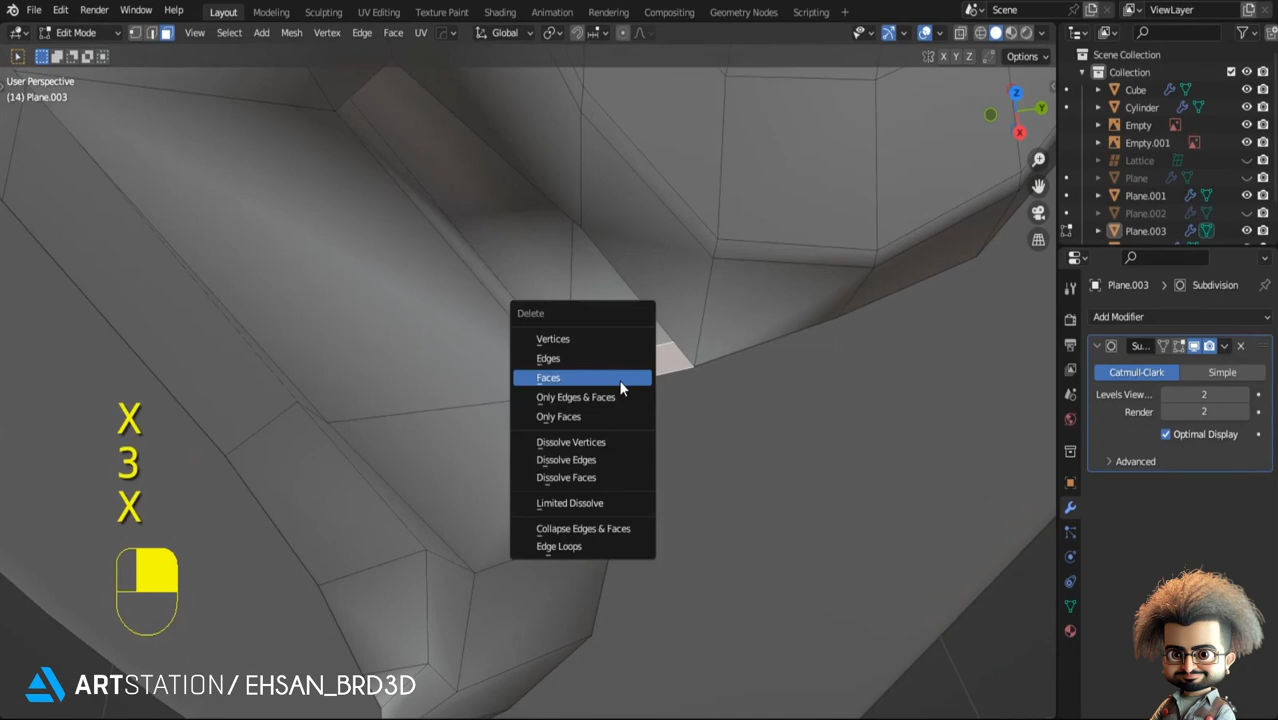 File Edit Render Window Help Layout Modeling Sculpting UV Editing Texture Paint Shading Animation Rendering Compositing Geometry Nodes Scripting + Scene ViewLayer
Edit Mode View Select Add Mesh Vertex Edge Face UV Global
X Y Z Options
User Perspective
(14) Plane.003
Z
Y
X
Scene Collection
Collection
Cube
Cylinder
Empty
Empty.001
Lattice
Plane
Plane.001
Plane.002
Plane.003
Plane.003 > Subdivision
Add Modifier
Su...
Catmull-Clark Simple
Levels View... 2
Render 2
Optimal Display
Advanced
Delete
Vertices
Edges
Faces
Only Edges & Faces
Only Faces
Dissolve Vertices
Dissolve Edges
Dissolve Faces
Limited Dissolve
Collapse Edges & Faces
Edge Loops
X
3
X
ARTSTATION / EHSAN_BRD3D